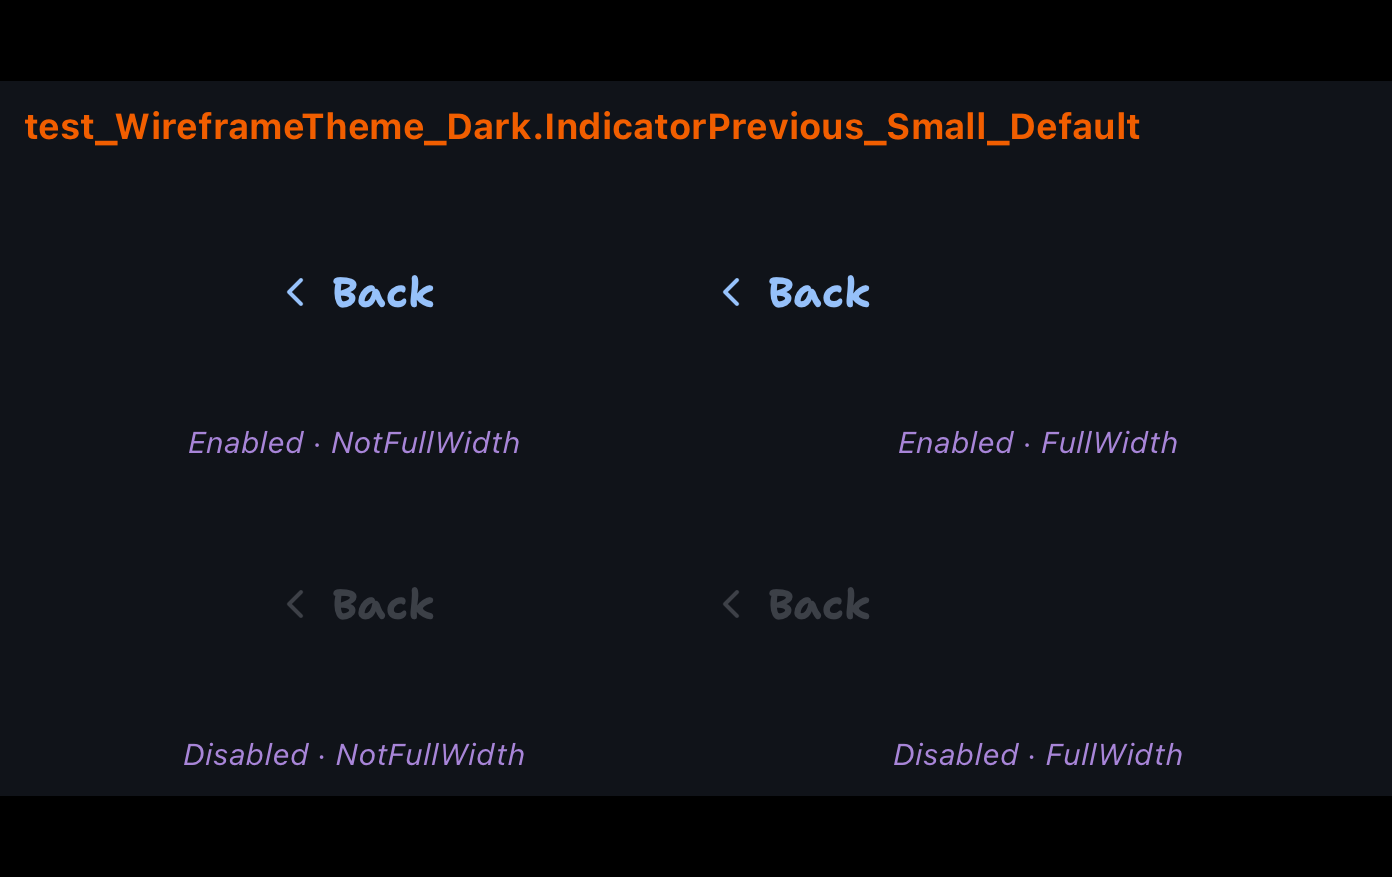 test_WireframeTheme_Dark.IndicatorPrevious_Small_Default
Back Back
Enabled · NotFullWidth Enabled · FullWidth
Back Back
Disabled · NotFullWidth Disabled · FullWidth